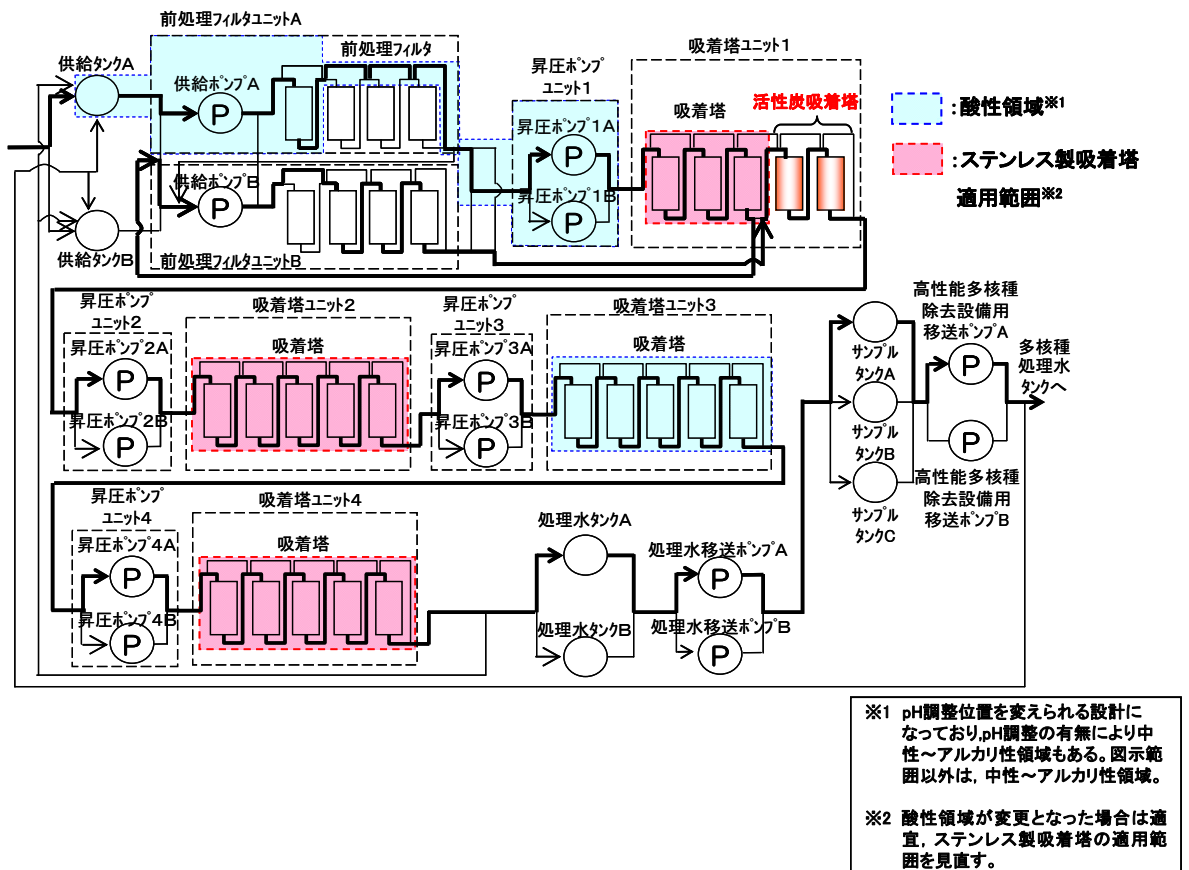 前処理フィルタユニットA
前処理フィルタ
供給タンクA
供給ポンプA
P
昇圧ポンプ
ユニット1
昇圧ポンプ1A
P
昇圧ポンプ1B
P
吸着塔ユニット1
吸着塔
活性炭吸着塔
:酸性領域※1
:ステンレス製吸着塔
適用範囲※2
供給ポンプB
P
供給タンクB
前処理フィルタユニットB
昇圧ポンプ
ユニット2
昇圧ポンプ2A
P
昇圧ポンプ2B
P
吸着塔ユニット2
吸着塔
昇圧ポンプ
ユニット3
昇圧ポンプ3A
P
昇圧ポンプ3B
P
吸着塔ユニット3
吸着塔
サンプル
タンクA
サンプル
タンクB
サンプル
タンクC
高性能多核種
除去設備用
移送ポンプA
P
P
高性能多核種
除去設備用
移送ポンプB
多核種
処理水
タンクへ
昇圧ポンプ
ユニット4
昇圧ポンプ4A
P
昇圧ポンプ4B
P
吸着塔ユニット4
吸着塔
処理水タンクA
処理水タンクB
処理水移送ポンプA
P
処理水移送ポンプB
P
※1 pH調整位置を変えられる設計に
なっており,pH調整の有無により中
性~アルカリ性領域もある。図示範
囲以外は,中性~アルカリ性領域。
※2 酸性領域が変更となった場合は適
宜,ステンレス製吸着塔の適用範
囲を見直す。